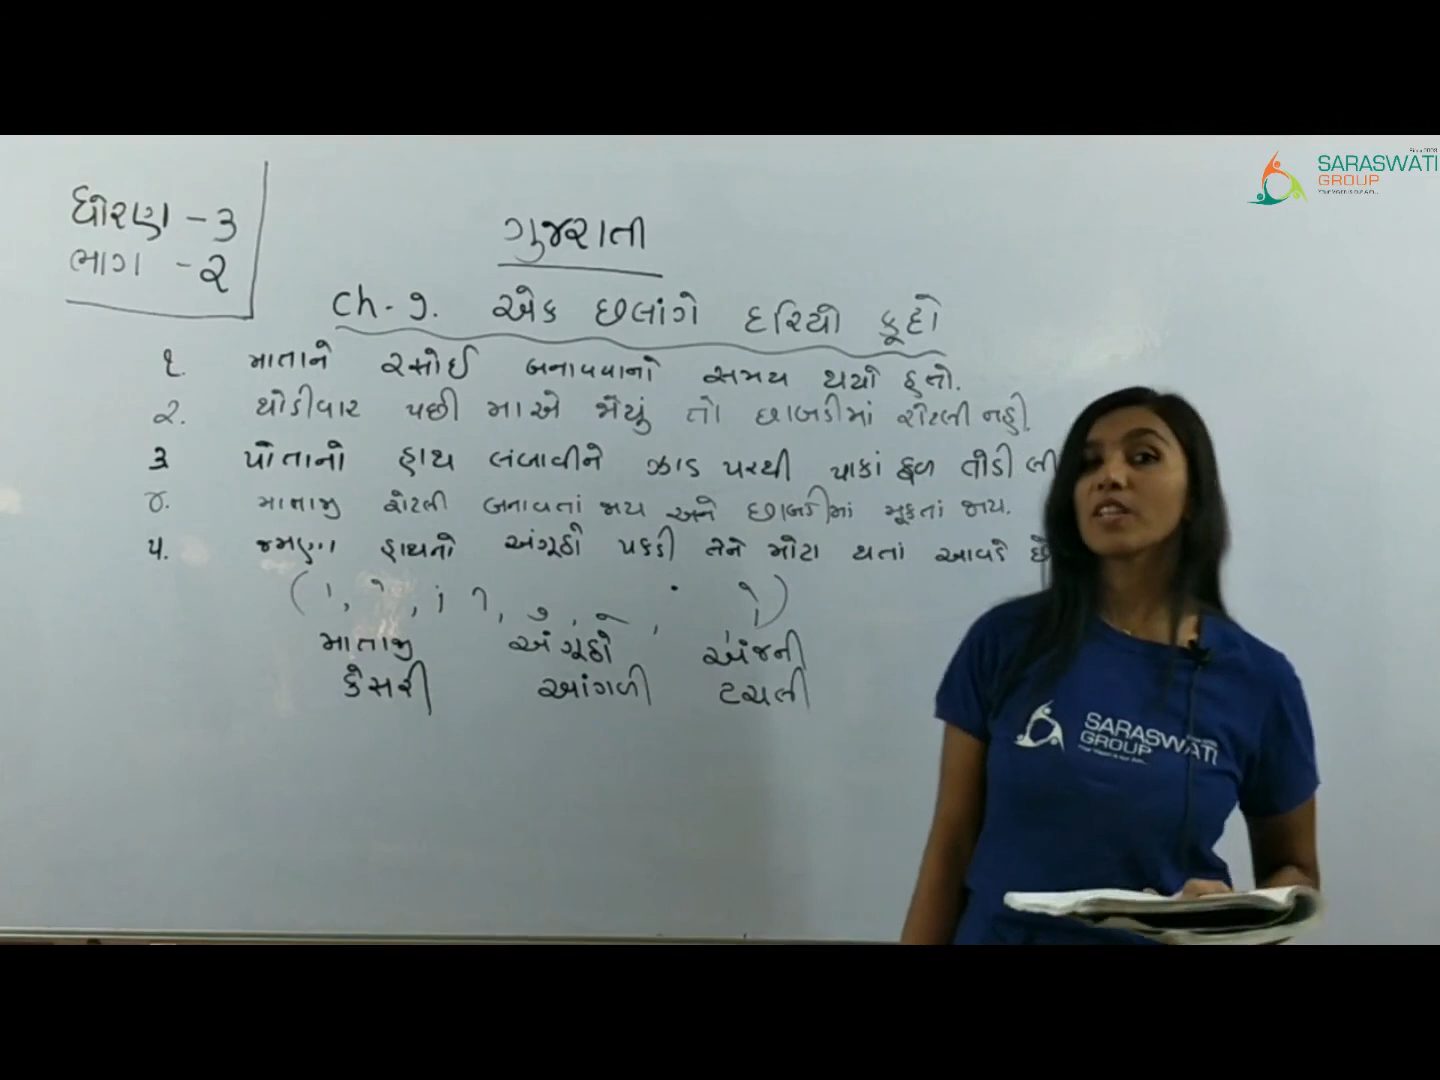 Since 2003
SARASWATI
GROUP
ધોરણ - ૩
ભાગ - ૨
ગુજરાતી
ch - ૭. એક છલાંગે દરિયો કૂદ્યો
૧. માતાને રસોઈ બનાવવાનો સમય થયો હતો.
૨. થોડીવાર પછી માએ જોયું તો છાબડીમાં રોટલી નહી.
૩ પોતાનો હાથ લંબાવીને ઝાડ પરથી પાકાં ફળ તોડી લી
૪. માતાજી રોટલી બનાવતાં જાય અને છાબડીમાં મૂકતાં જાય.
૫. જમણા હાથનો અંગૂઠો પકડી તેને મોટા થતાં આવડે છે
માતાજી અંગૂઠો અંજની
કેસરી આંગળી ટચલી
SARASWATI
GROUP